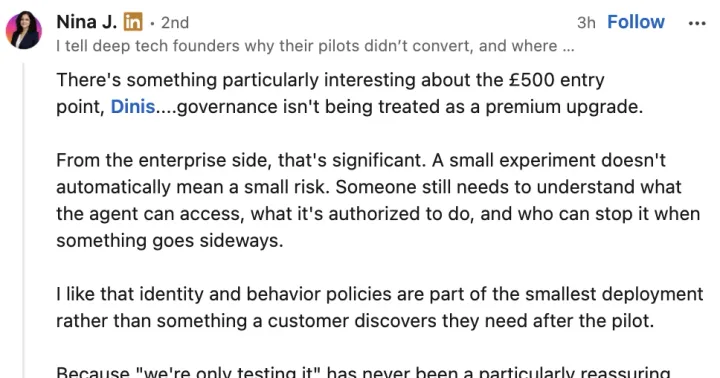 Nina J. in · 2nd 3h Follow ...
I tell deep tech founders why their pilots didn’t convert, and where ...
There's something particularly interesting about the £500 entry
point, Dinis....governance isn't being treated as a premium upgrade.
From the enterprise side, that's significant. A small experiment doesn't
automatically mean a small risk. Someone still needs to understand what
the agent can access, what it's authorized to do, and who can stop it when
something goes sideways.
I like that identity and behavior policies are part of the smallest deployment
rather than something a customer discovers they need after the pilot.
Because "we're only testing it" has never been a particularly reassuring